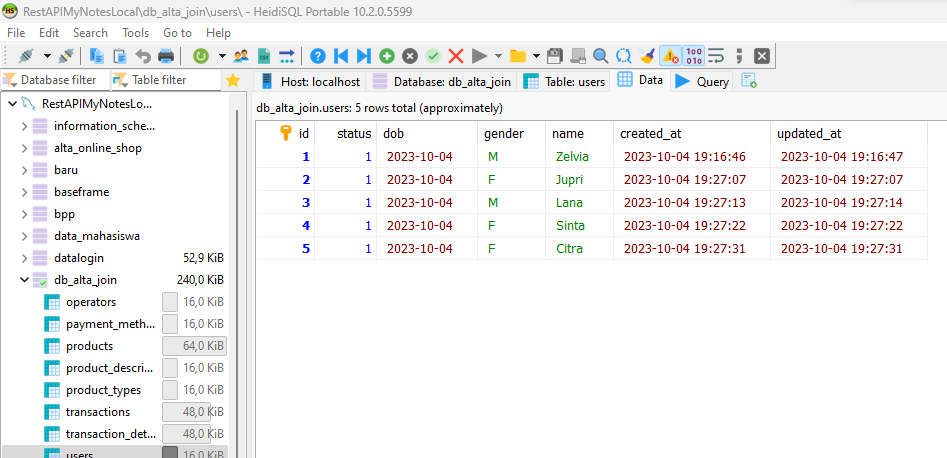 HS RestAPIMyNotesLocal\db_alta_join\users\ - HeidiSQL Portable 10.2.0.5599
File Edit Search Tools Go to Help
Database filter Table filter Host: localhost Database: db_alta_join Table: users Data Query
db_alta_join.users: 5 rows total (approximately)
RestAPIMyNotesLo...
information_sche...
alta_online_shop
baru
baseframe
bpp
data_mahasiswa
datalogin 52,9 KiB
db_alta_join 240,0 KiB
operators 16,0 KiB
payment_meth... 16,0 KiB
products 64,0 KiB
product_descri... 16,0 KiB
product_types 16,0 KiB
transactions 48,0 KiB
transaction_det... 48,0 KiB
users 16,0 KiB
id status dob gender name created_at updated_at
1 1 2023-10-04 M Zelvia 2023-10-04 19:16:46 2023-10-04 19:16:47
2 1 2023-10-04 F Jupri 2023-10-04 19:27:07 2023-10-04 19:27:07
3 1 2023-10-04 M Lana 2023-10-04 19:27:13 2023-10-04 19:27:14
4 1 2023-10-04 F Sinta 2023-10-04 19:27:22 2023-10-04 19:27:22
5 1 2023-10-04 F Citra 2023-10-04 19:27:31 2023-10-04 19:27:31